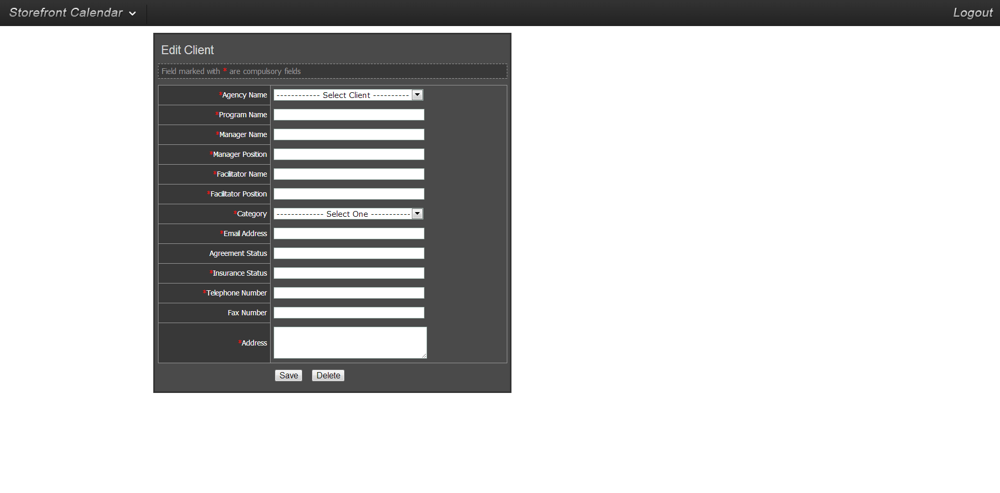 Storefront Calendar
Logout
Edit Client
Field marked with * are compulsory fields
*Agency Name
------------ Select Client ----------
*Program Name
*Manager Name
*Manager Position
*Facilitator Name
*Facilitator Position
*Category
------------- Select One -----------
*Email Address
Agreement Status
*Insurance Status
*Telephone Number
Fax Number
*Address
Save
Delete